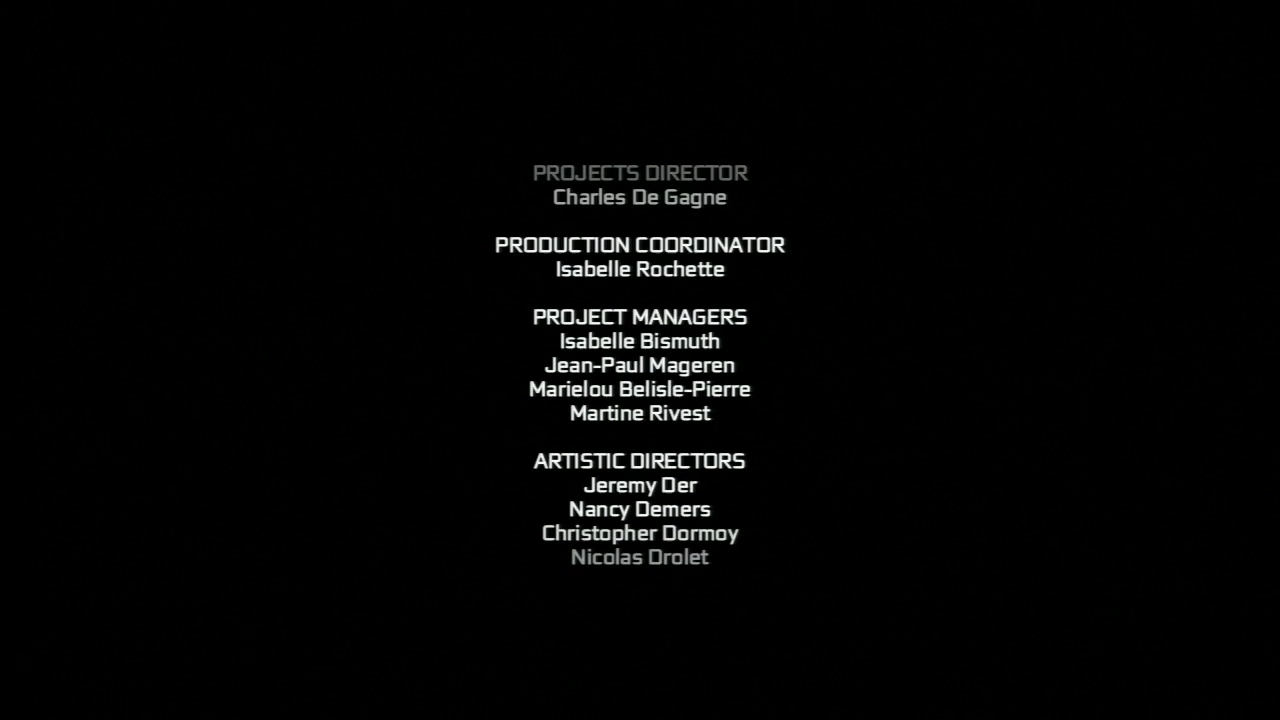 PROJECTS DIRECTOR
Charles De Gagne
PRODUCTION COORDINATOR
Isabelle Rochette
PROJECT MANAGERS
Isabelle Bismuth
Jean-Paul Mageren
Marielou Belisle-Pierre
Martine Rivest
ARTISTIC DIRECTORS
Jeremy Der
Nancy Demers
Christopher Dormoy
Nicolas Drolet